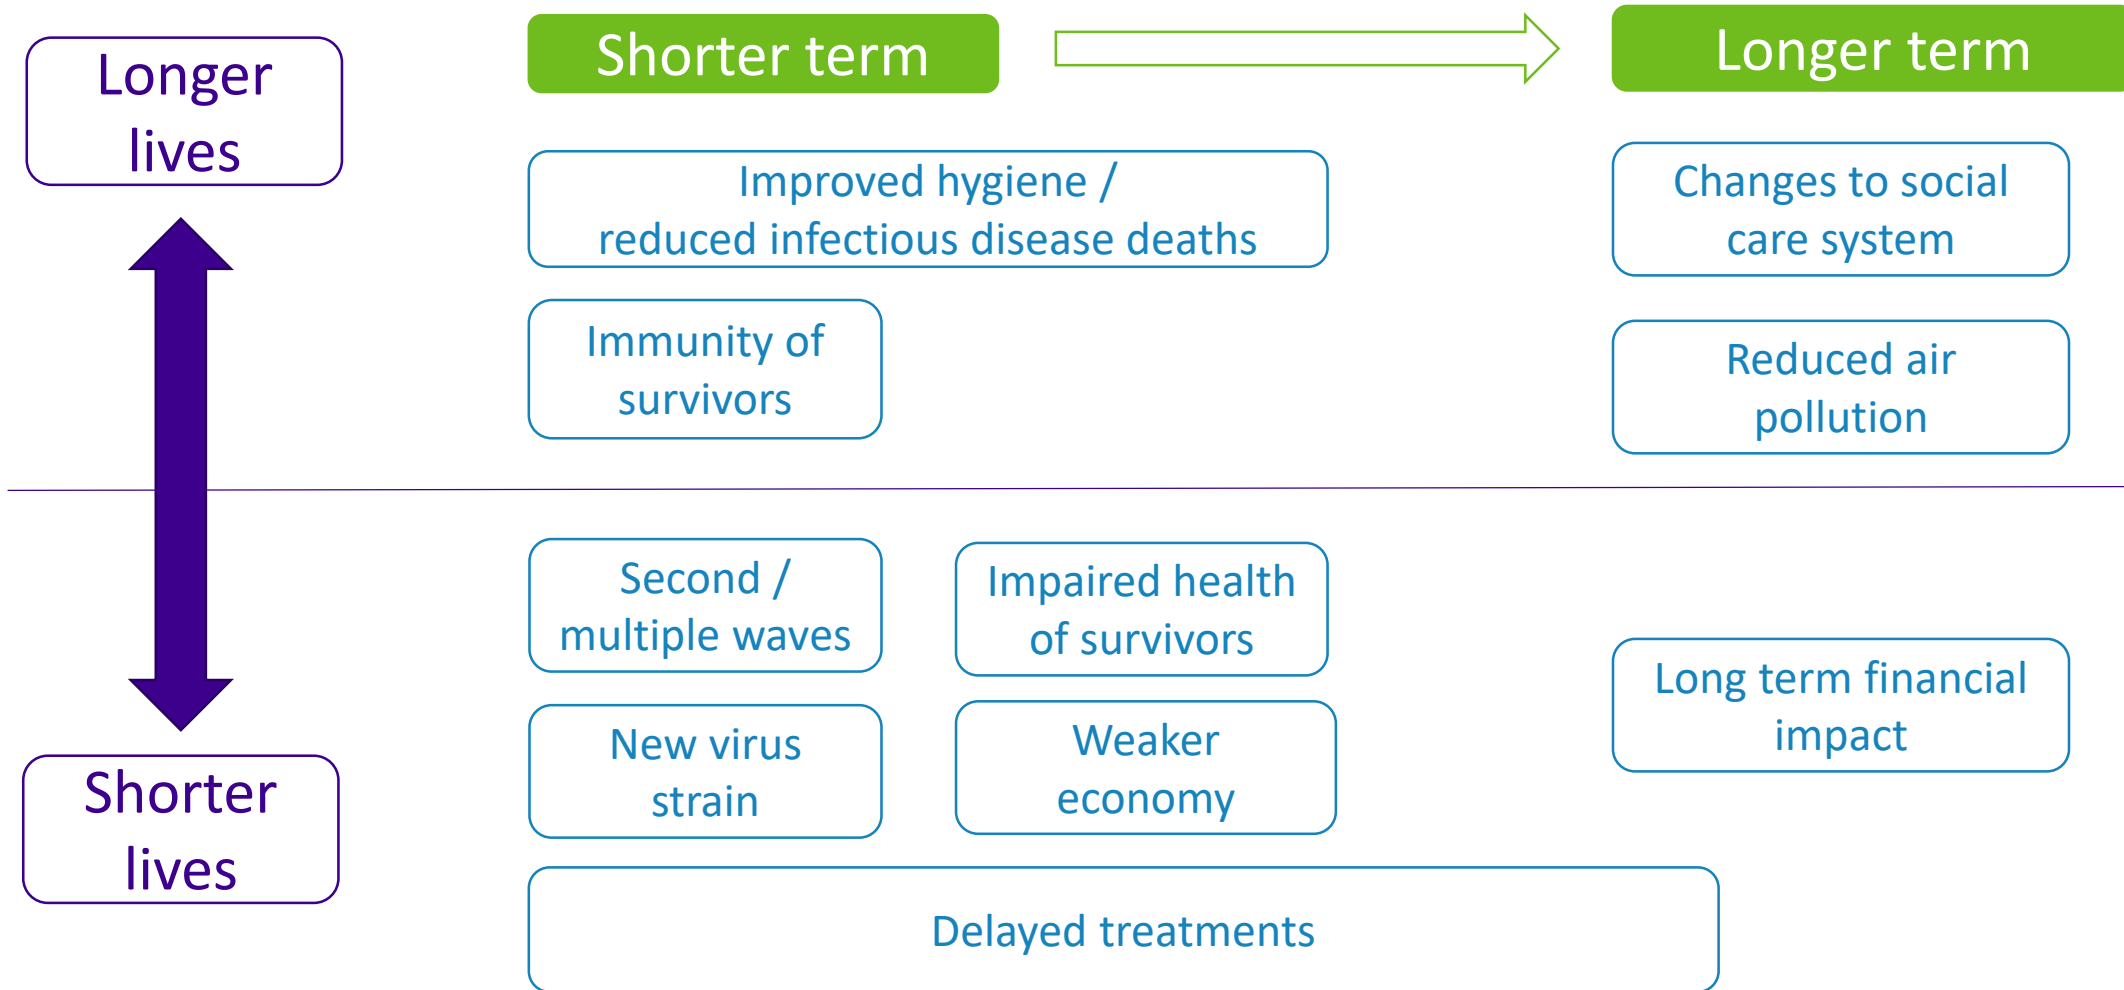 Longer
lives
Shorter term
Longer term
Improved hygiene /
reduced infectious disease deaths
Changes to social
care system
Immunity of
survivors
Reduced air
pollution
Second /
multiple waves
Impaired health
of survivors
Long term financial
impact
New virus
strain
Weaker
economy
Shorter
lives
Delayed treatments